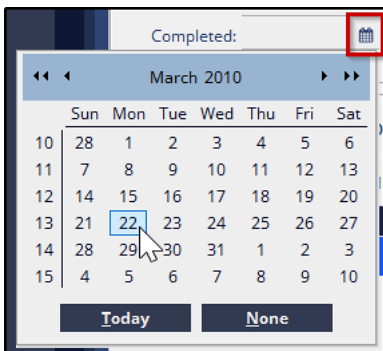 Completed:
March 2010
Sun Mon Tue Wed Thu Fri Sat
10 28 1 2 3 4 5 6
11 7 8 9 10 11 12 13
12 14 15 16 17 18 19 20
13 21 22 23 24 25 26 27
14 28 29 30 31 1 2 3
15 4 5 6 7 8 9 10
Today None